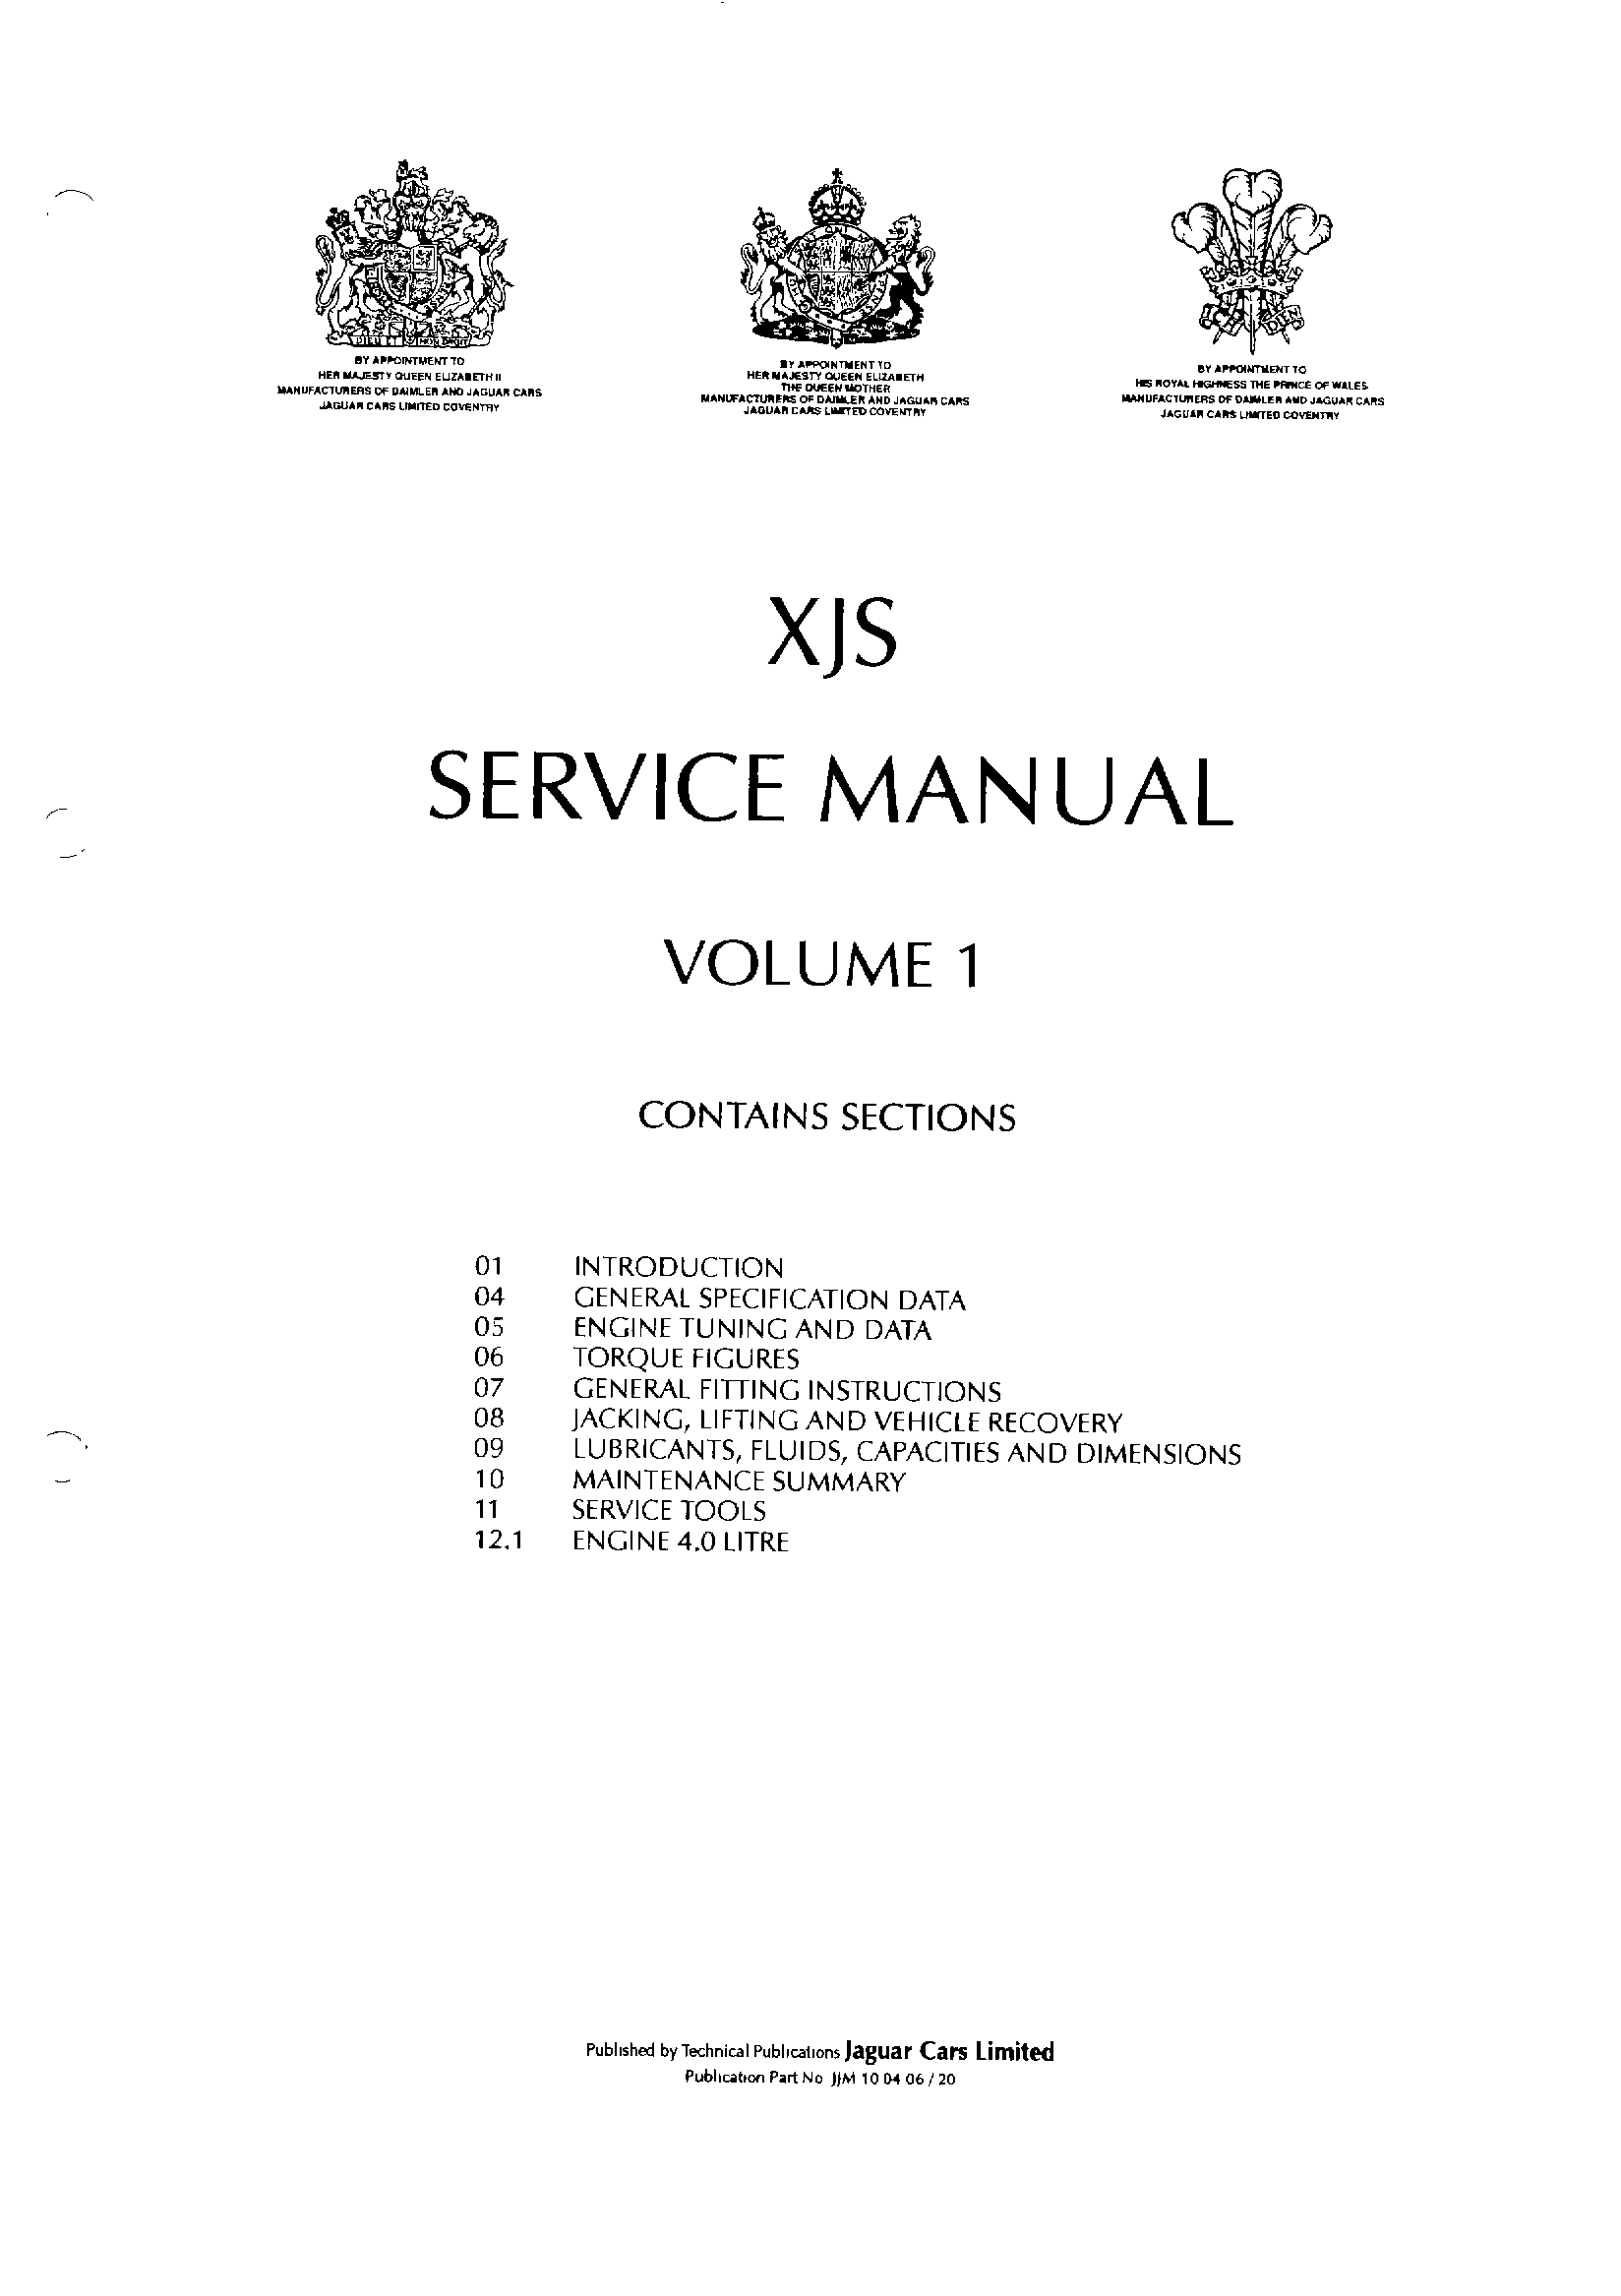 BY APPOINTMENT TO
HER MAJESTY QUEEN ELIZABETH II
MANUFACTURERS OF DAIMLER AND JAGUAR CARS
JAGUAR CARS LIMITED COVENTRY
BY APPOINTMENT TO
HER MAJESTY QUEEN ELIZABETH
THE QUEEN MOTHER
MANUFACTURERS OF DAIMLER AND JAGUAR CARS
JAGUAR CARS LIMITED COVENTRY
ICH DIEN
BY APPOINTMENT TO
HIS ROYAL HIGHNESS THE PRINCE OF WALES
MANUFACTURERS OF DAIMLER AND JAGUAR CARS
JAGUAR CARS LIMITED COVENTRY
XJS
SERVICE MANUAL
VOLUME 1
CONTAINS SECTIONS
01 INTRODUCTION
04 GENERAL SPECIFICATION DATA
05 ENGINE TUNING AND DATA
06 TORQUE FIGURES
07 GENERAL FITTING INSTRUCTIONS
08 JACKING, LIFTING AND VEHICLE RECOVERY
09 LUBRICANTS, FLUIDS, CAPACITIES AND DIMENSIONS
10 MAINTENANCE SUMMARY
11 SERVICE TOOLS
12.1 ENGINE 4.0 LITRE
Published by Technical Publications Jaguar Cars Limited
Publication Part No JJM 10 04 06 / 20